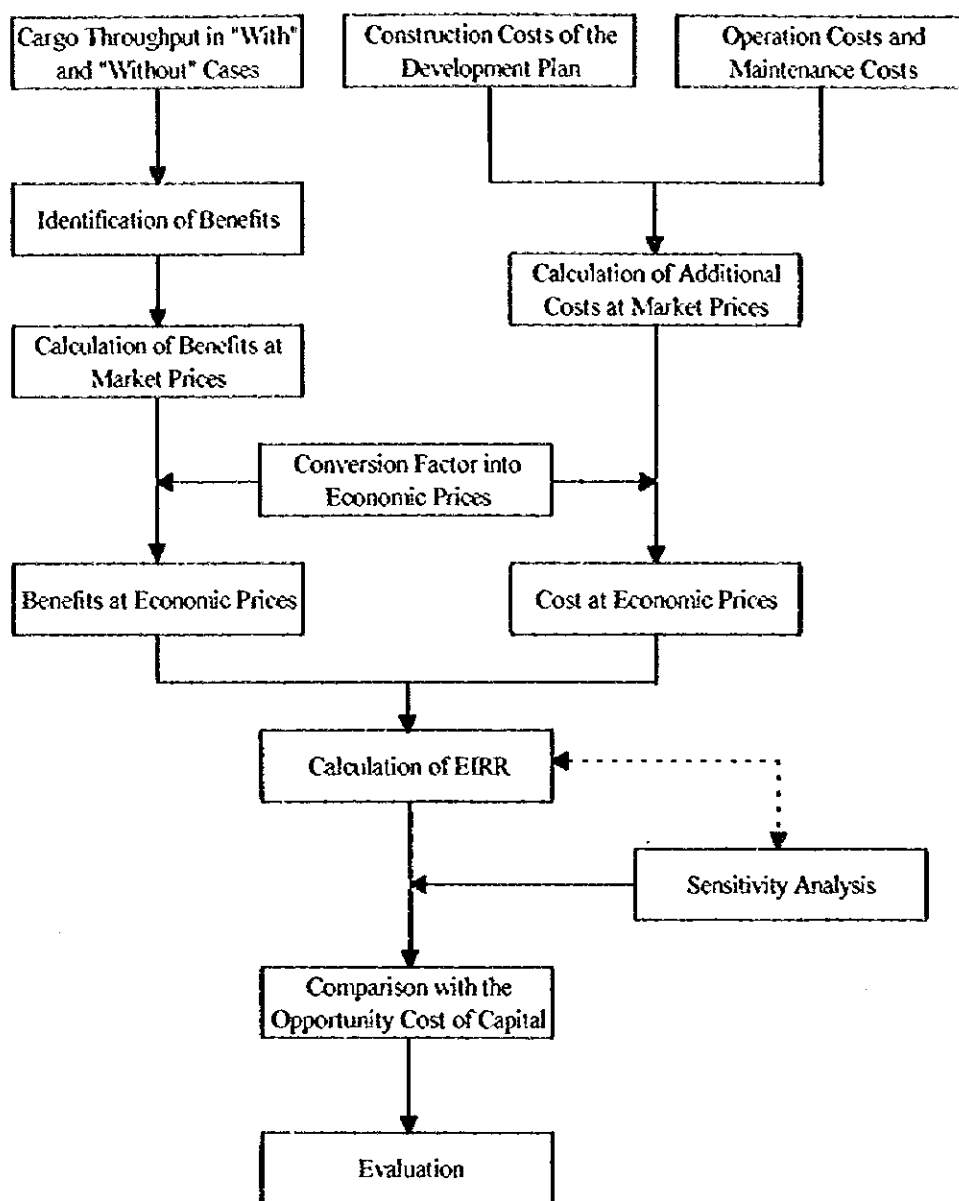 Cargo Throughput in "With"
and "Without" Cases
Construction Costs of the
Development Plan
Operation Costs and
Maintenance Costs
Identification of Benefits
Calculation of Additional
Costs at Market Prices
Calculation of Benefits at
Market Prices
Conversion Factor into
Economic Prices
Benefits at Economic Prices
Cost at Economic Prices
Calculation of EIRR
Sensitivity Analysis
Comparison with the
Opportunity Cost of Capital
Evaluation